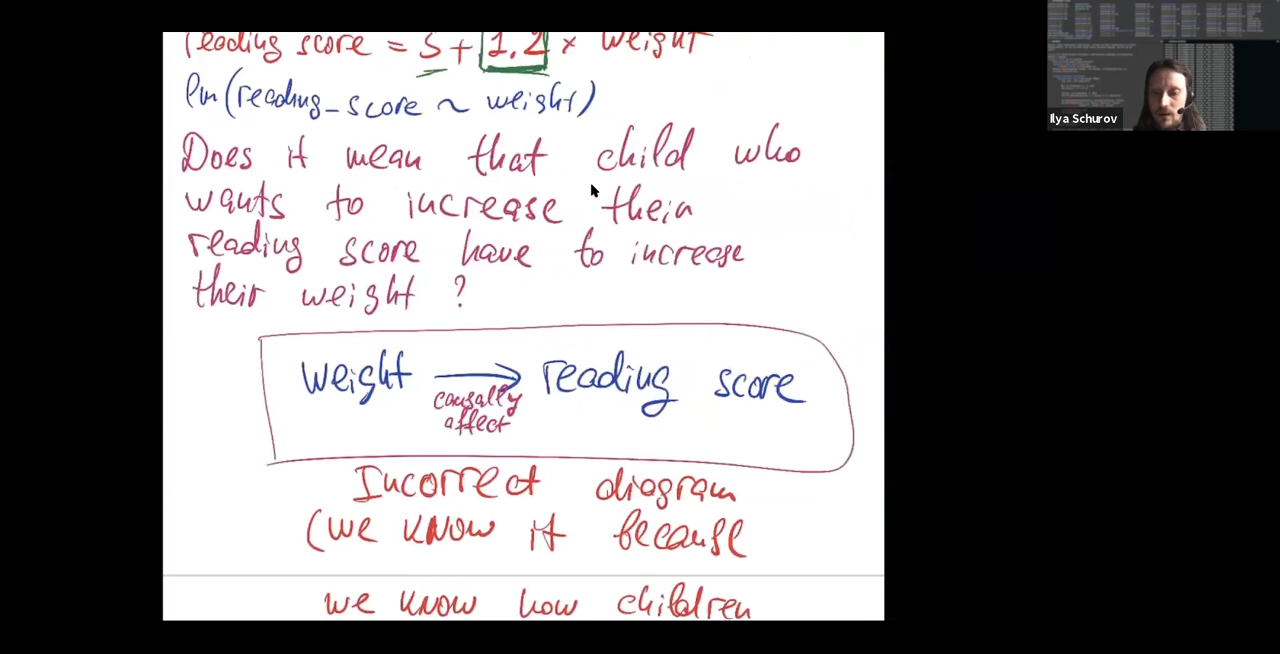 reading score = 5 + 1.2 × weight
lm(reading_score ~ weight)
Does it mean that child who
wants to increase their
reading score have to increase
their weight ?
weight → reading score
causally
affect
Incorrect diagram
(we know it because
we know how children
Ilya Schurov